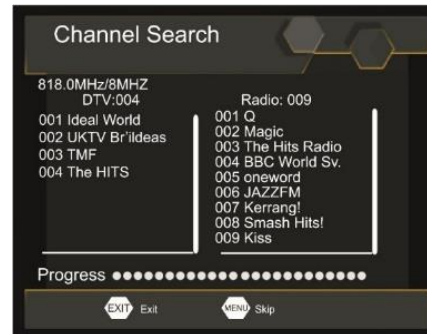 Channel Search
818.0MHz/8MHZ
DTV:004
001 Ideal World
002 UKTV Br'ildeas
003 TMF
004 The HITS
Radio: 009
001 Q
002 Magic
003 The Hits Radio
004 BBC World Sv.
005 oneword
006 JAZZFM
007 Kerrang!
008 Smash Hits!
009 Kiss
Progress
EXIT Exit
MENU Skip